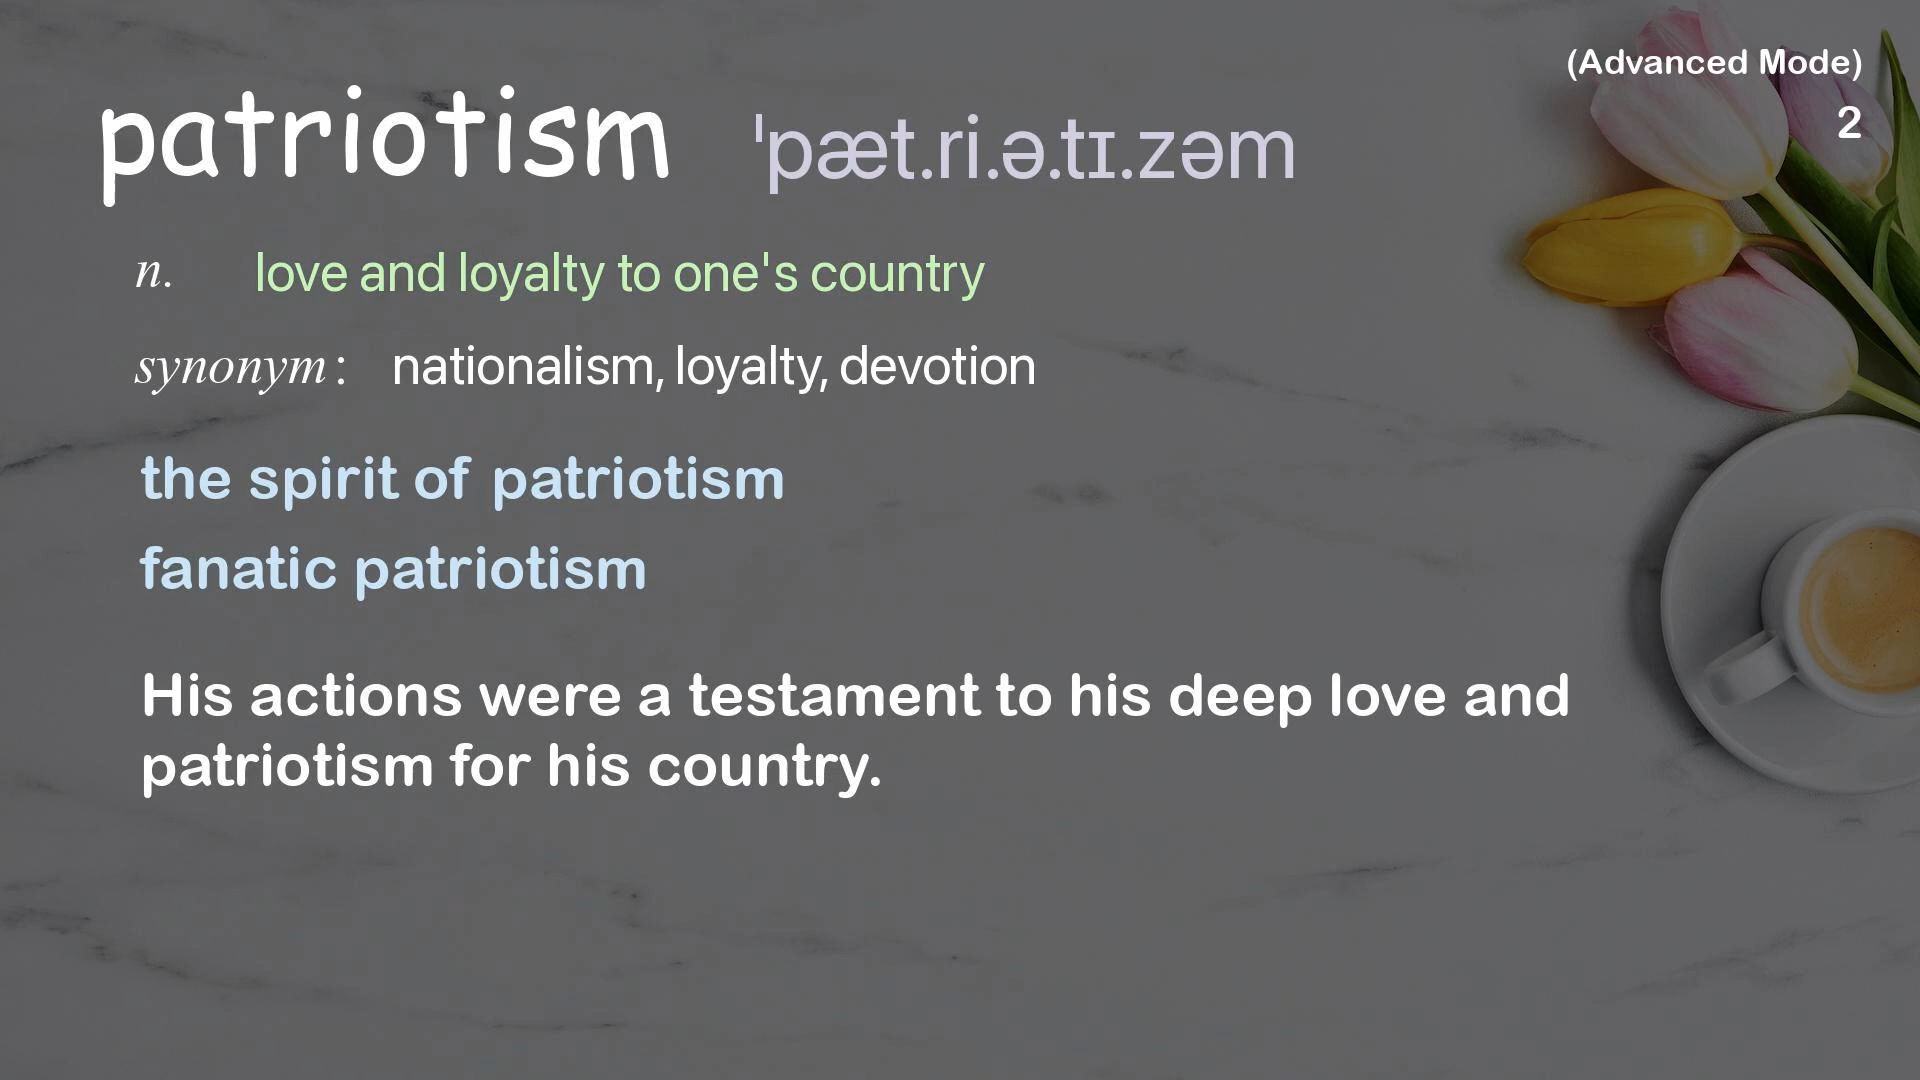 (Advanced Mode)
2
patriotism ˈpæt.ri.ə.tɪ.zəm
n. love and loyalty to one's country
synonym: nationalism, loyalty, devotion
the spirit of patriotism
fanatic patriotism
His actions were a testament to his deep love and
patriotism for his country.